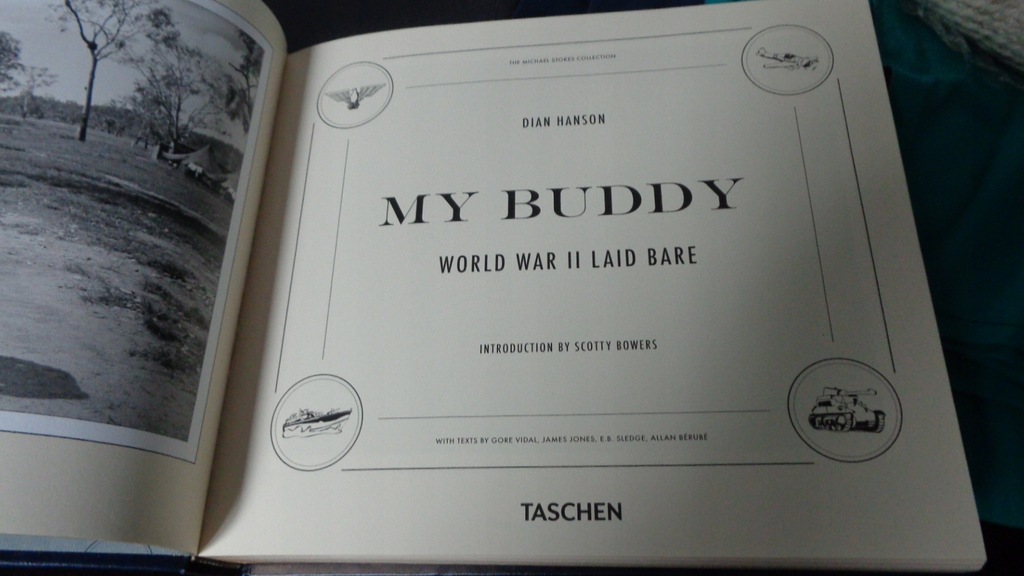 THE MICHAEL STOKES COLLECTION
DIAN HANSON
MY BUDDY
WORLD WAR II LAID BARE
INTRODUCTION BY SCOTTY BOWERS
WITH TEXTS BY GORE VIDAL, JAMES JONES, E.B. SLEDGE, ALLAN BÉRUBÉ
TASCHEN